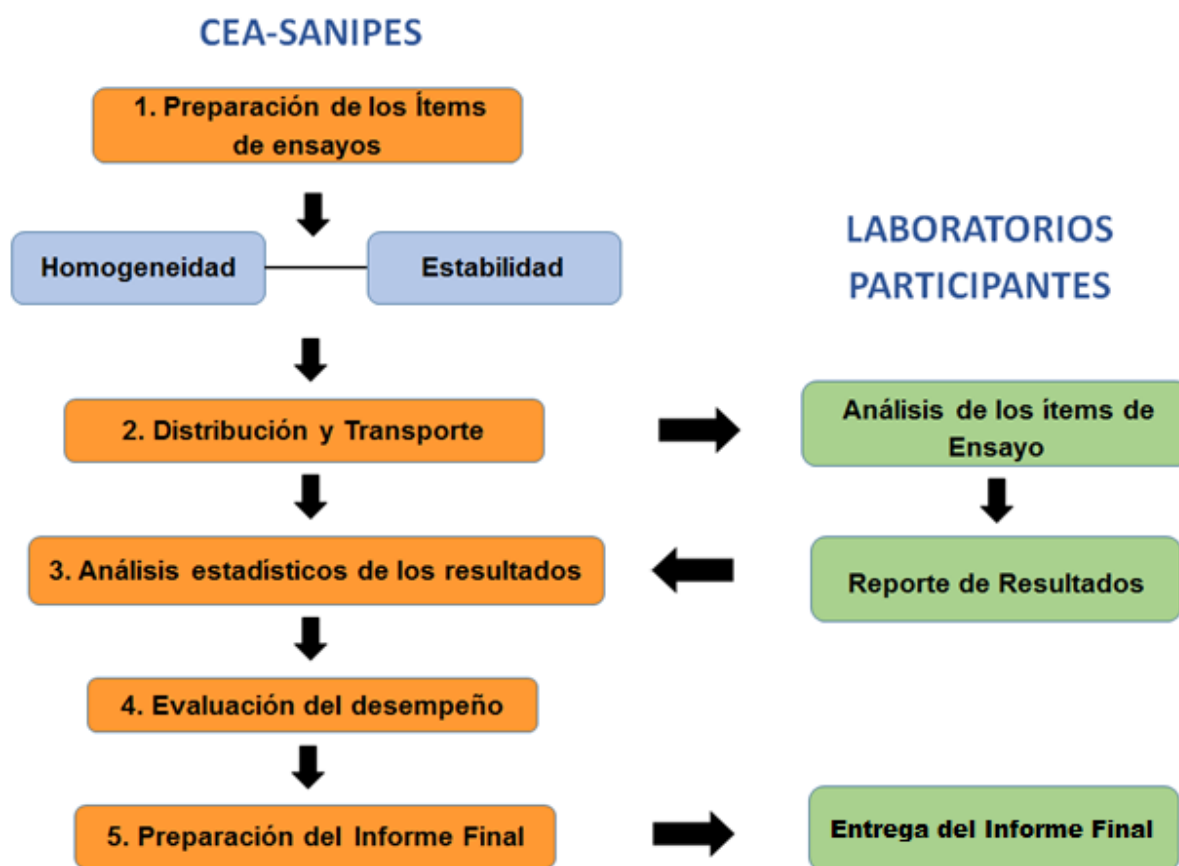 CEA-SANIPES
1. Preparación de los Ítems
de ensayos
Homogeneidad
Estabilidad
LABORATORIOS
PARTICIPANTES
2. Distribución y Transporte
Análisis de los ítems de
Ensayo
3. Análisis estadísticos de los resultados
Reporte de Resultados
4. Evaluación del desempeño
5. Preparación del Informe Final
Entrega del Informe Final